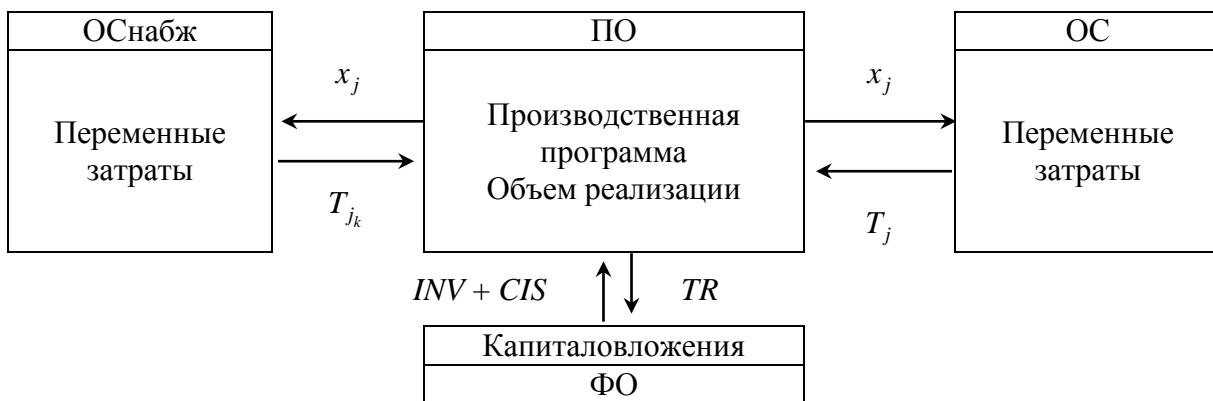 ОСнабж
ПО
ОС
x_j
x_j
Переменные
затраты
Производственная
программа
Объем реализации
Переменные
затраты
T_{j_k}
T_j
INV + CIS
TR
Капиталовложения
ФО